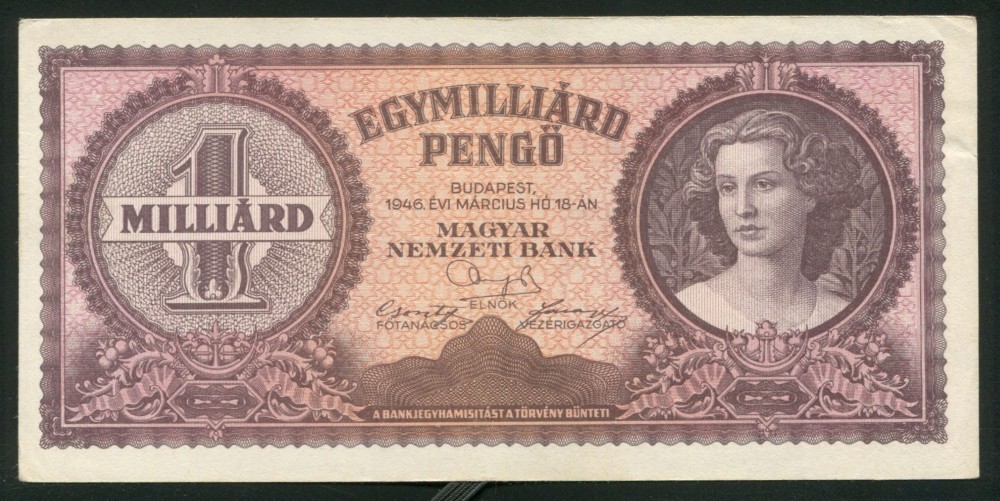 EGYMILLIÁRD
PENGŐ
1
MILLIÁRD
BUDAPEST,
1946. ÉVI MÁRCIUS HÓ 18-ÁN
MAGYAR
NEMZETI BANK
ELNÖK
FŐTANÁCSOS VEZÉRIGAZGATÓ
A BANKJEGYHAMISITÁST A TÖRVÉNY BÜNTETI